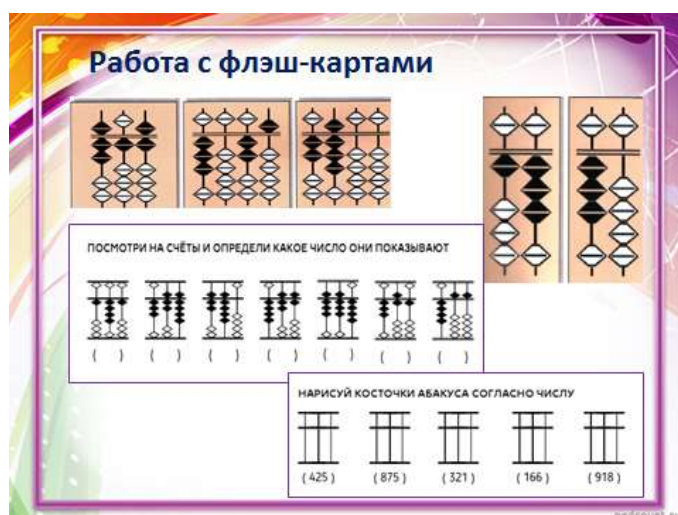 Работа с флэш-картами
ПОСМОТРИ НА СЧЁТЫ И ОПРЕДЕЛИ КАКОЕ ЧИСЛО ОНИ ПОКАЗЫВАЮТ
( ) ( ) ( ) ( ) ( ) ( ) ( )
НАРИСУЙ КОСТОЧКИ АБАКУСА СОГЛАСНО ЧИСЛУ
( 425 ) ( 875 ) ( 321 ) ( 166 ) ( 918 )